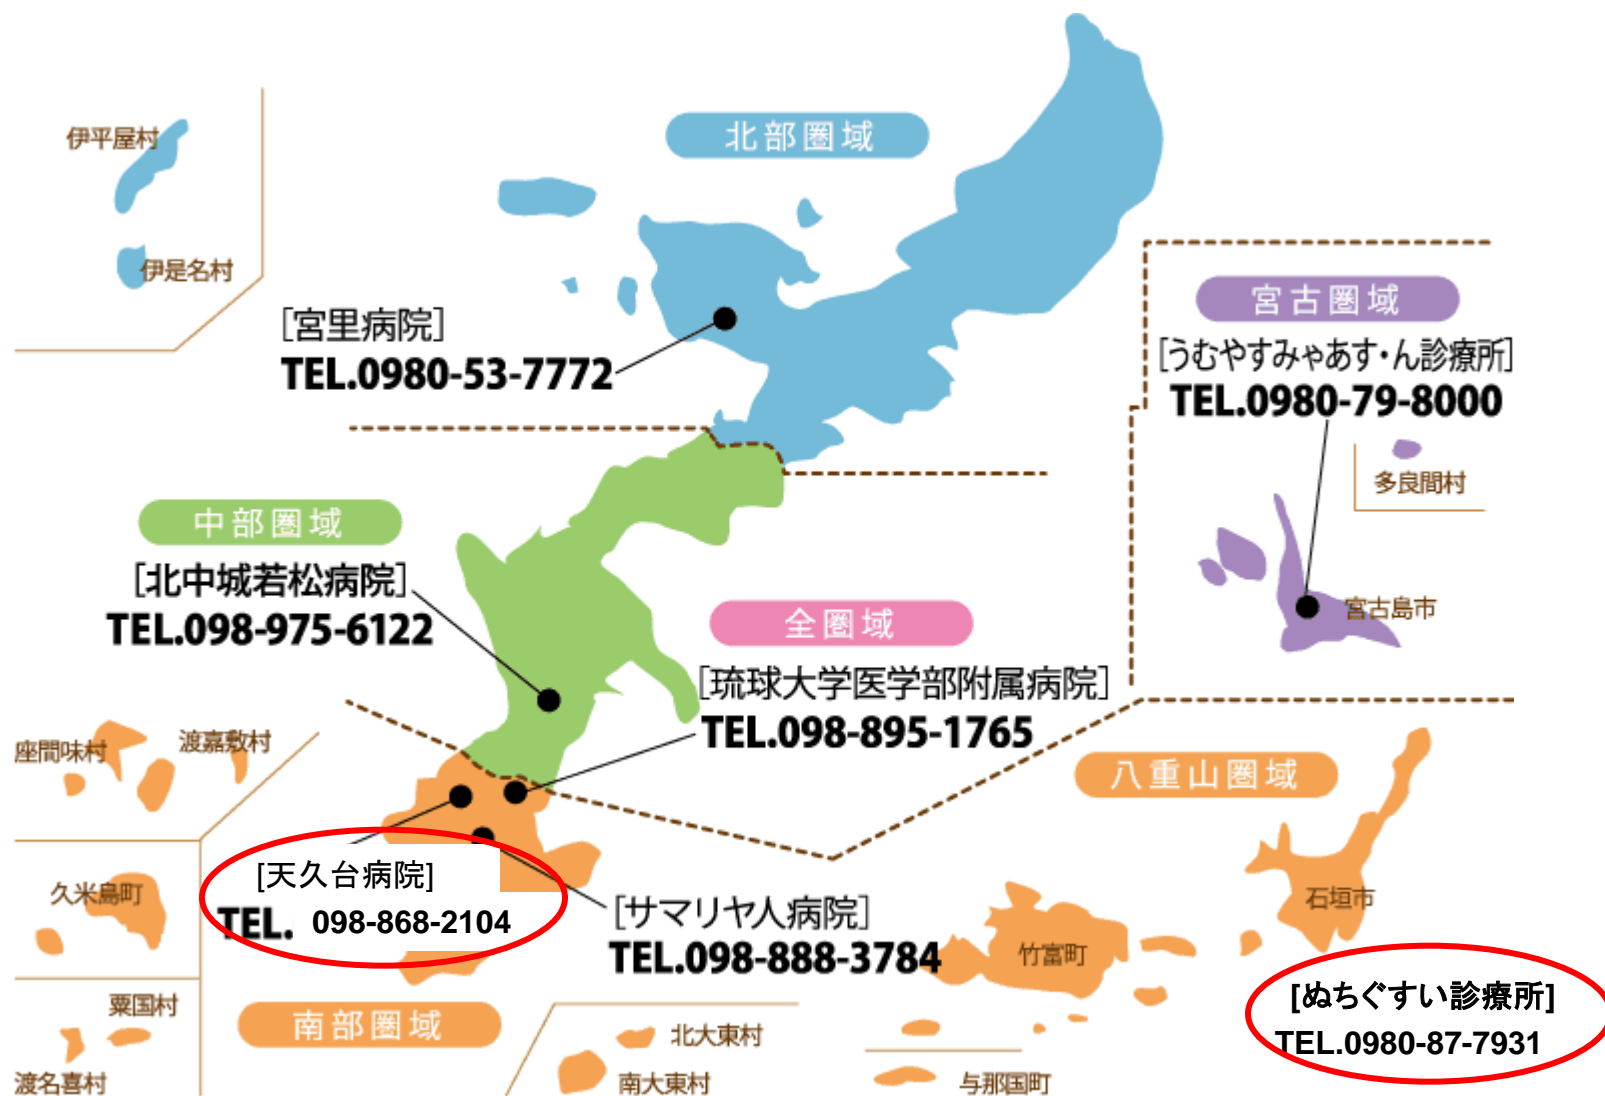 北部圏域
伊平屋村
伊是名村
[宮里病院]
TEL.0980-53-7772
宮古圏域
[うむやすみゃあす・ん診療所]
TEL.0980-79-8000
多良間村
宮古島市
中部圏域
[北中城若松病院]
TEL.098-975-6122
全圏域
[琉球大学医学部附属病院]
TEL.098-895-1765
座間味村
渡嘉敷村
八重山圏域
久米島町
[天久台病院]
TEL. 098-868-2104
[サマリヤ人病院]
TEL.098-888-3784
石垣市
竹富町
[ぬちぐすい診療所]
TEL.0980-87-7931
粟国村
渡名喜村
南部圏域
北大東村
南大東村
与那国町